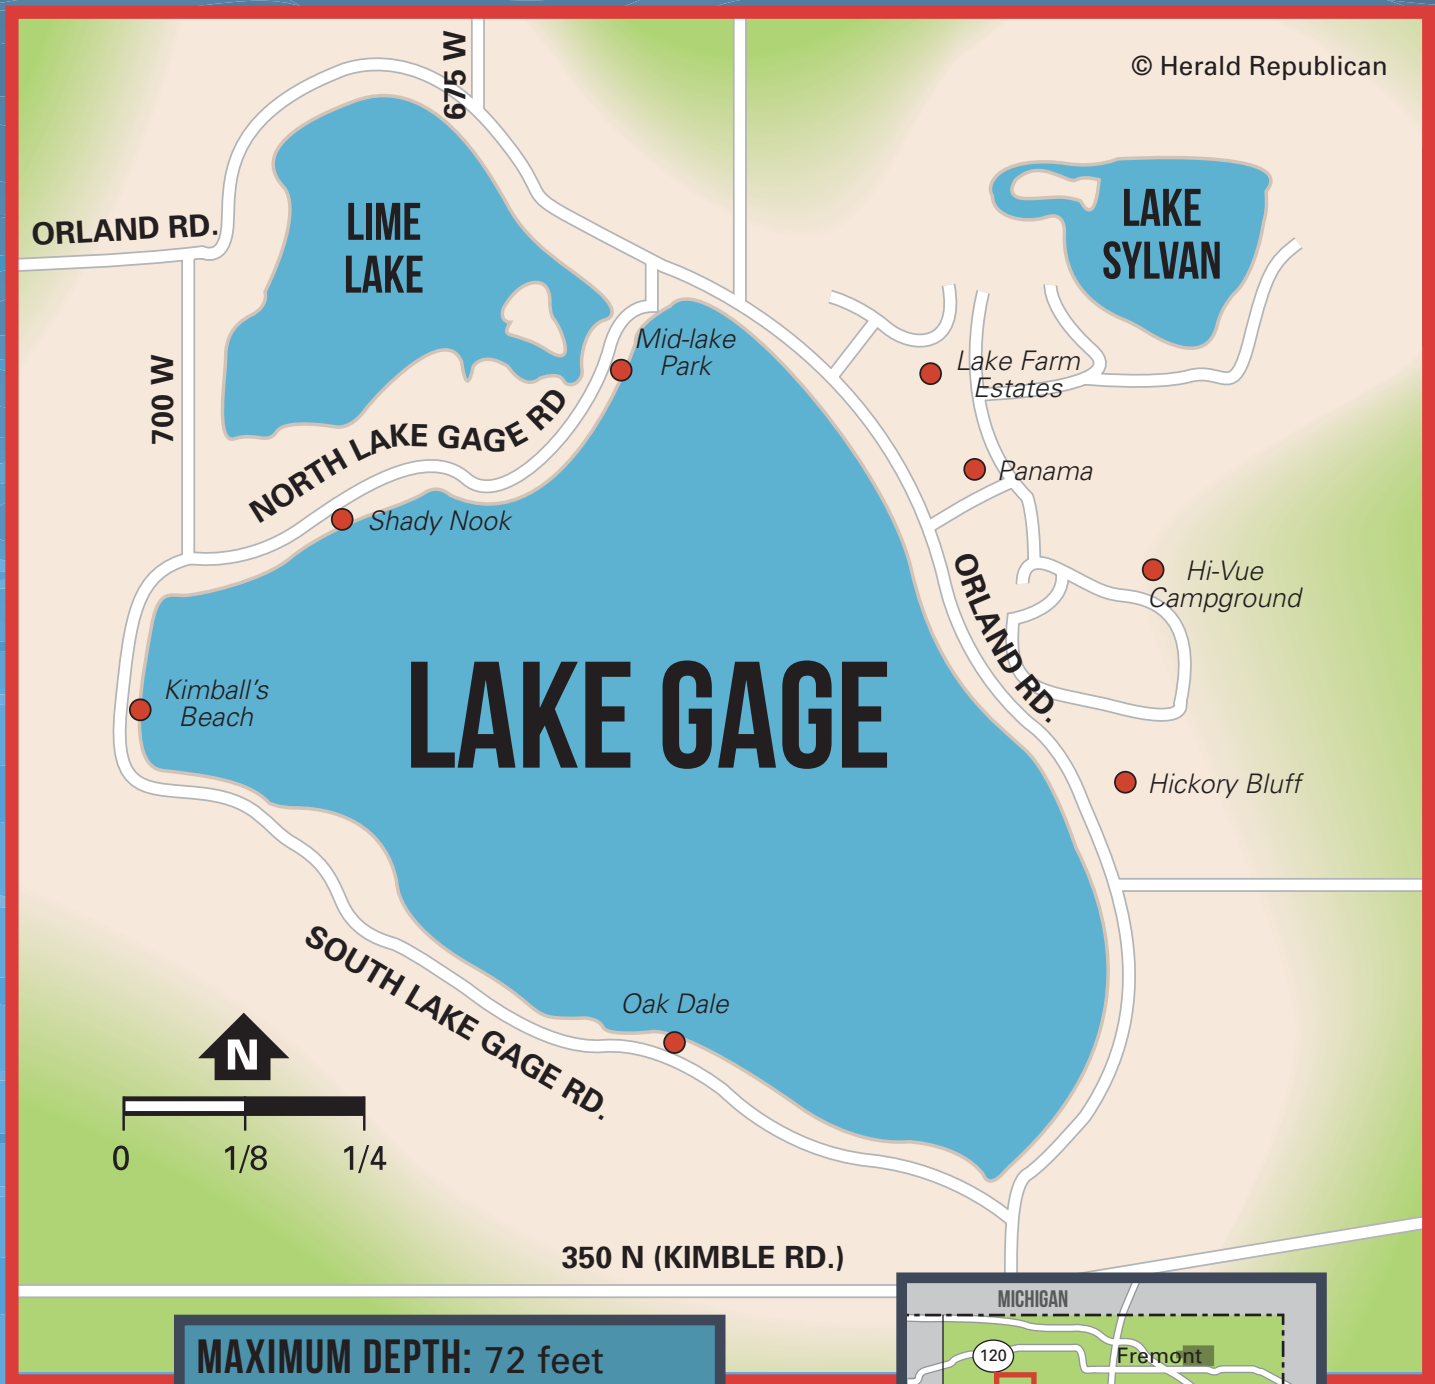 © Herald Republican
675 W
ORLAND RD.
LIME
LAKE
LAKE
SYLVAN
Mid-lake
Park
Lake Farm
Estates
700 W
NORTH LAKE GAGE RD
Panama
Shady Nook
ORLAND RD.
Hi-Vue
Campground
Kimball's
Beach
LAKE GAGE
Hickory Bluff
SOUTH LAKE GAGE RD.
Oak Dale
N
0 1/8 1/4
350 N (KIMBLE RD.)
MICHIGAN
120
Fremont
MAXIMUM DEPTH: 72 feet